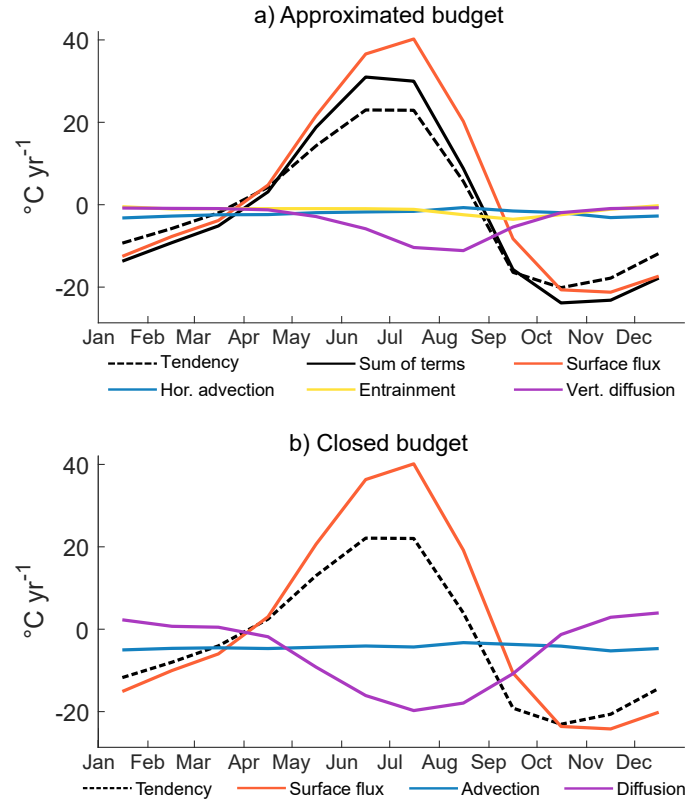 a) Approximated budget
40
20
0
-20
°C yr-1
Jan Feb Mar Apr May Jun Jul Aug Sep Oct Nov Dec
Tendency Sum of terms Surface flux
Hor. advection Entrainment Vert. diffusion
b) Closed budget
40
20
0
-20
°C yr-1
Jan Feb Mar Apr May Jun Jul Aug Sep Oct Nov Dec
Tendency Surface flux Advection Diffusion